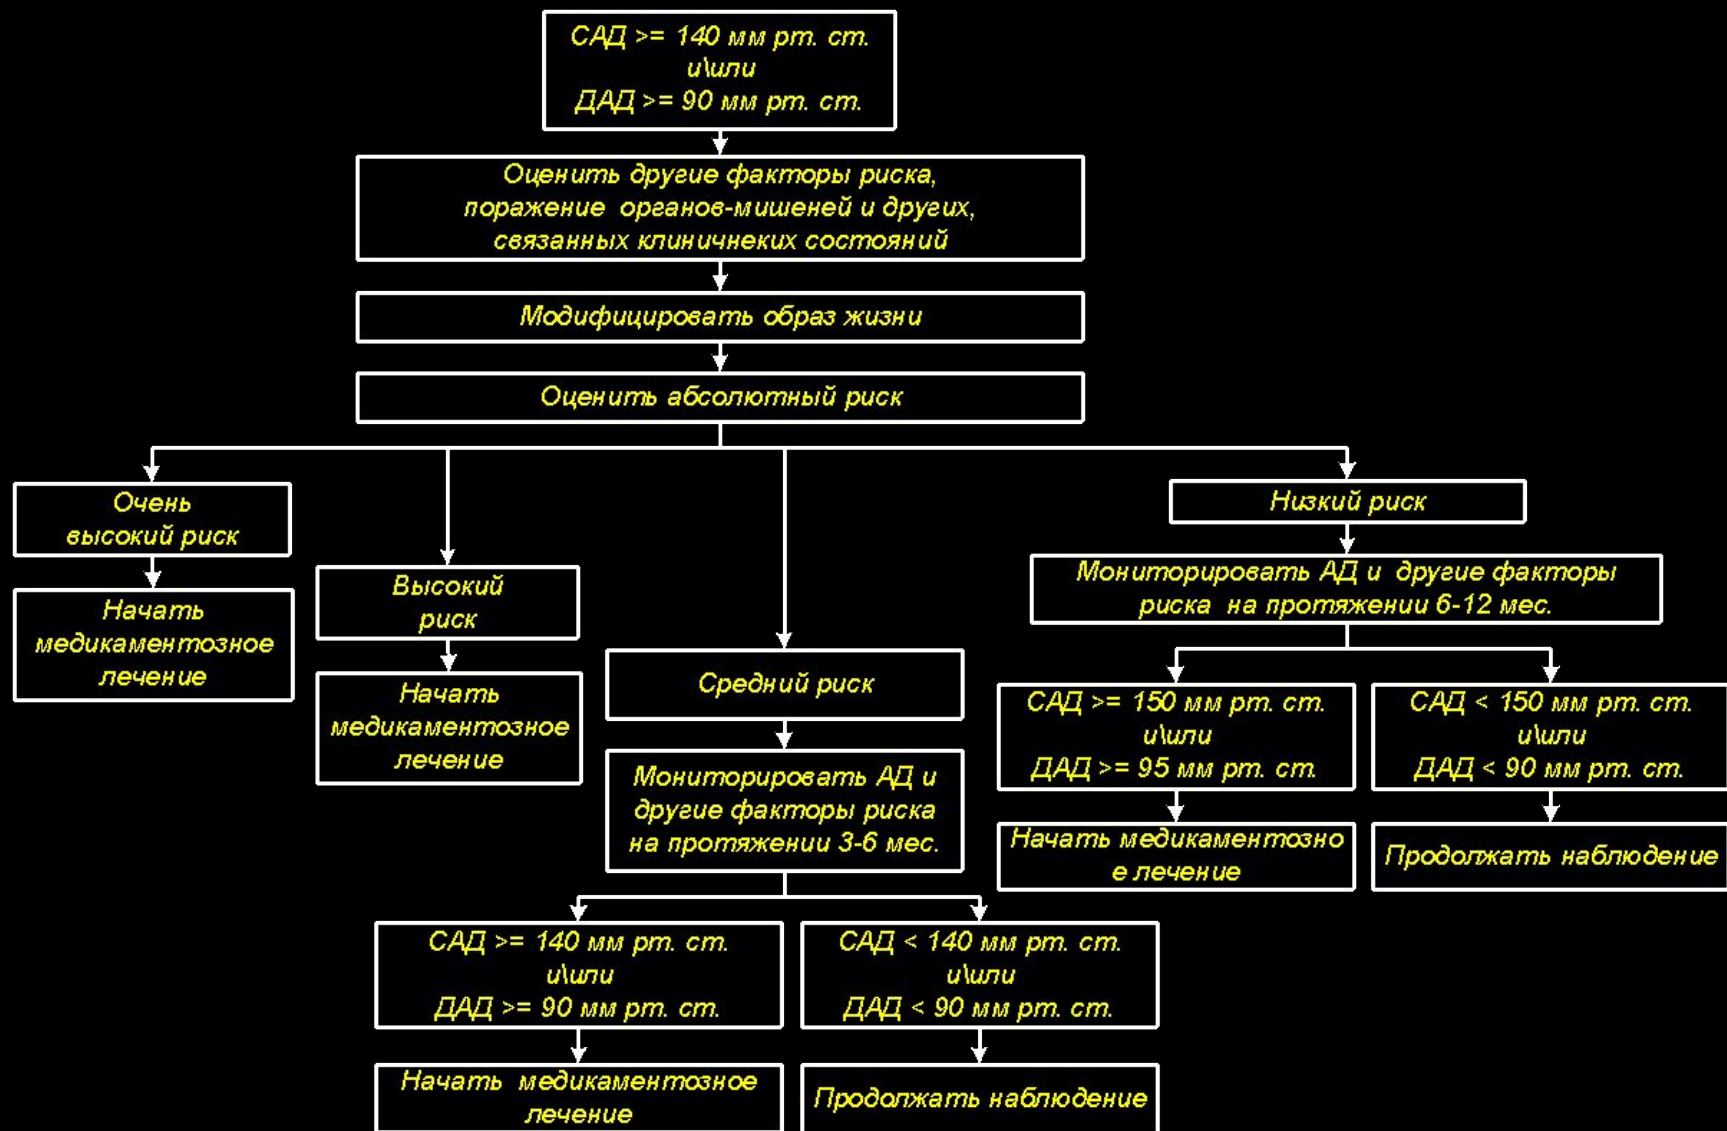 САД >= 140 мм рт. ст.
и\или
ДАД >= 90 мм рт. ст.
Оценить другие факторы риска,
поражение органов-мишеней и других,
связанных клиничнеких состояний
Модифицировать образ жизни
Оценить абсолютный риск
Очень
высокий риск
Начать
медикаментозное
лечение
Высокий
риск
Начать
медикаментозное
лечение
Средний риск
Мониторировать АД и
другие факторы риска
на протяжении 3-6 мес.
САД >= 140 мм рт. ст.
и\или
ДАД >= 90 мм рт. ст.
Начать медикаментозное
лечение
САД < 140 мм рт. ст.
и\или
ДАД < 90 мм рт. ст.
Продолжать наблюдение
Низкий риск
Мониторировать АД и другие факторы
риска на протяжении 6-12 мес.
САД >= 150 мм рт. ст.
и\или
ДАД >= 95 мм рт. ст.
Начать медикаментозно
е лечение
САД < 150 мм рт. ст.
и\или
ДАД < 90 мм рт. ст.
Продолжать наблюдение